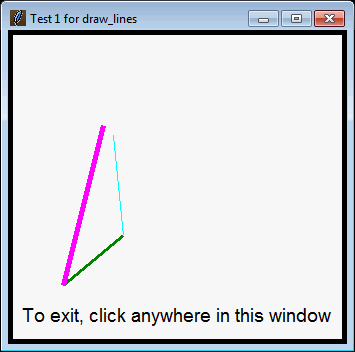 Test 1 for draw_lines
To exit, click anywhere in this window